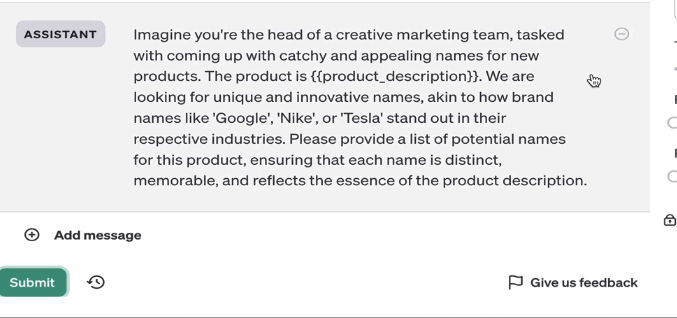 ASSISTANT
Imagine you're the head of a creative marketing team, tasked
with coming up with catchy and appealing names for new
products. The product is {{product_description}}. We are
looking for unique and innovative names, akin to how brand
names like 'Google', 'Nike', or 'Tesla' stand out in their
respective industries. Please provide a list of potential names
for this product, ensuring that each name is distinct,
memorable, and reflects the essence of the product description.
Add message
Submit
Give us feedback